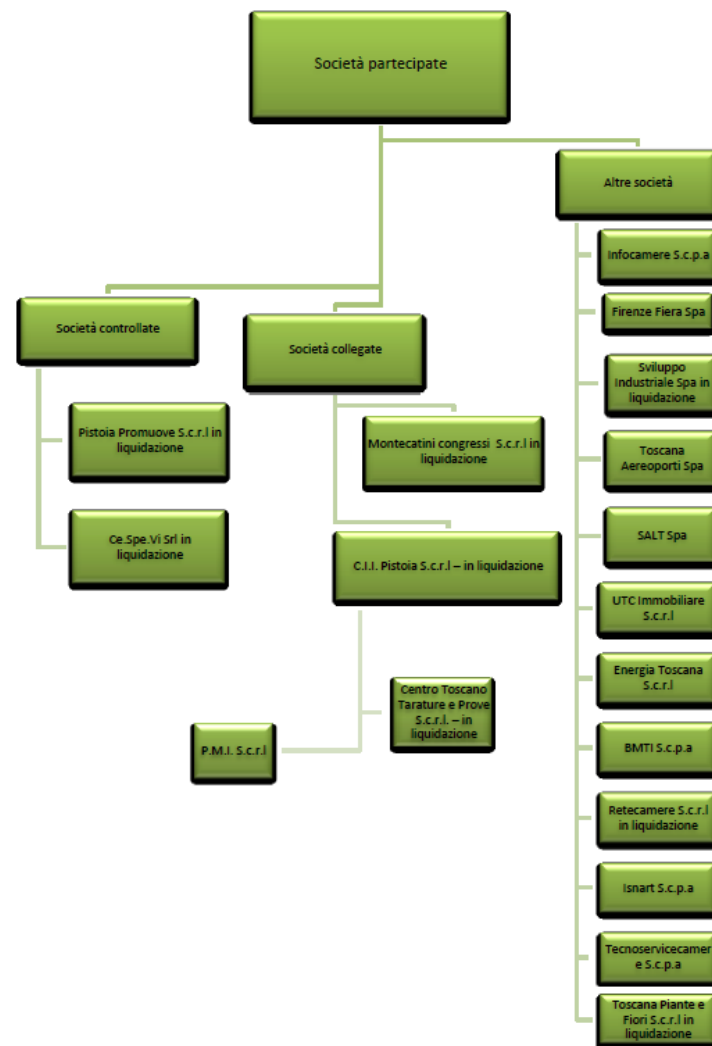 Società partecipate
Altre società
Infocamere S.c.p.a
Firenze Fiera Spa
Sviluppo
Industriale Spa in
liquidazione
Toscana
Aereoporti Spa
SALT Spa
UTC Immobiliare
S.c.r.l
Energia Toscana
S.c.r.l
BMTI S.c.p.a
Retecamere S.c.r.l
in liquidazione
Isnart S.c.p.a
Tecnoservicecamer
e S.c.p.a
Toscana Piante e
Fiori S.c.r.l in
liquidazione
Società controllate
Pistoia Promuove S.c.r.l in
liquidazione
Ce.Spe.Vi Srl in
liquidazione
Società collegate
Montecatini congressi S.c.r.l in
liquidazione
C.I.I. Pistoia S.c.r.l – in liquidazione
Centro Toscano
Tarature e Prove
S.c.r.l. – in
liquidazione
P.M.I. S.c.r.l